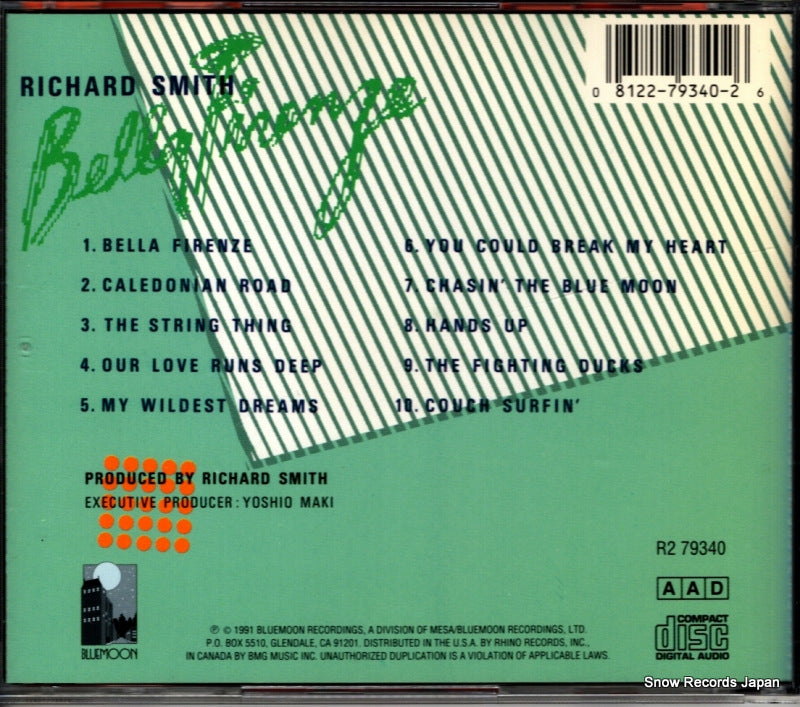 RICHARD SMITH
Bella Firenze
0 8122-79340-2 6
1. BELLA FIRENZE
2. CALEDONIAN ROAD
3. THE STRING THING
4. OUR LOVE RUNS DEEP
5. MY WILDEST DREAMS
6. YOU COULD BREAK MY HEART
7. CHASIN' THE BLUE MOON
8. HANDS UP
9. THE FIGHTING DUCKS
10. COUCH SURFIN'
PRODUCED BY RICHARD SMITH
EXECUTIVE PRODUCER: YOSHIO MAKI
R2 79340
AAD
COMPACT
disc
DIGITAL AUDIO
BLUEMOON
℗ © 1991 BLUEMOON RECORDINGS, A DIVISION OF MESA/BLUEMOON RECORDINGS, LTD.
P.O. BOX 5510, GLENDALE, CA 91201. DISTRIBUTED IN THE U.S.A. BY RHINO RECORDS, INC.,
IN CANADA BY BMG MUSIC INC. UNAUTHORIZED DUPLICATION IS A VIOLATION OF APPLICABLE LAWS.
Snow Records Japan